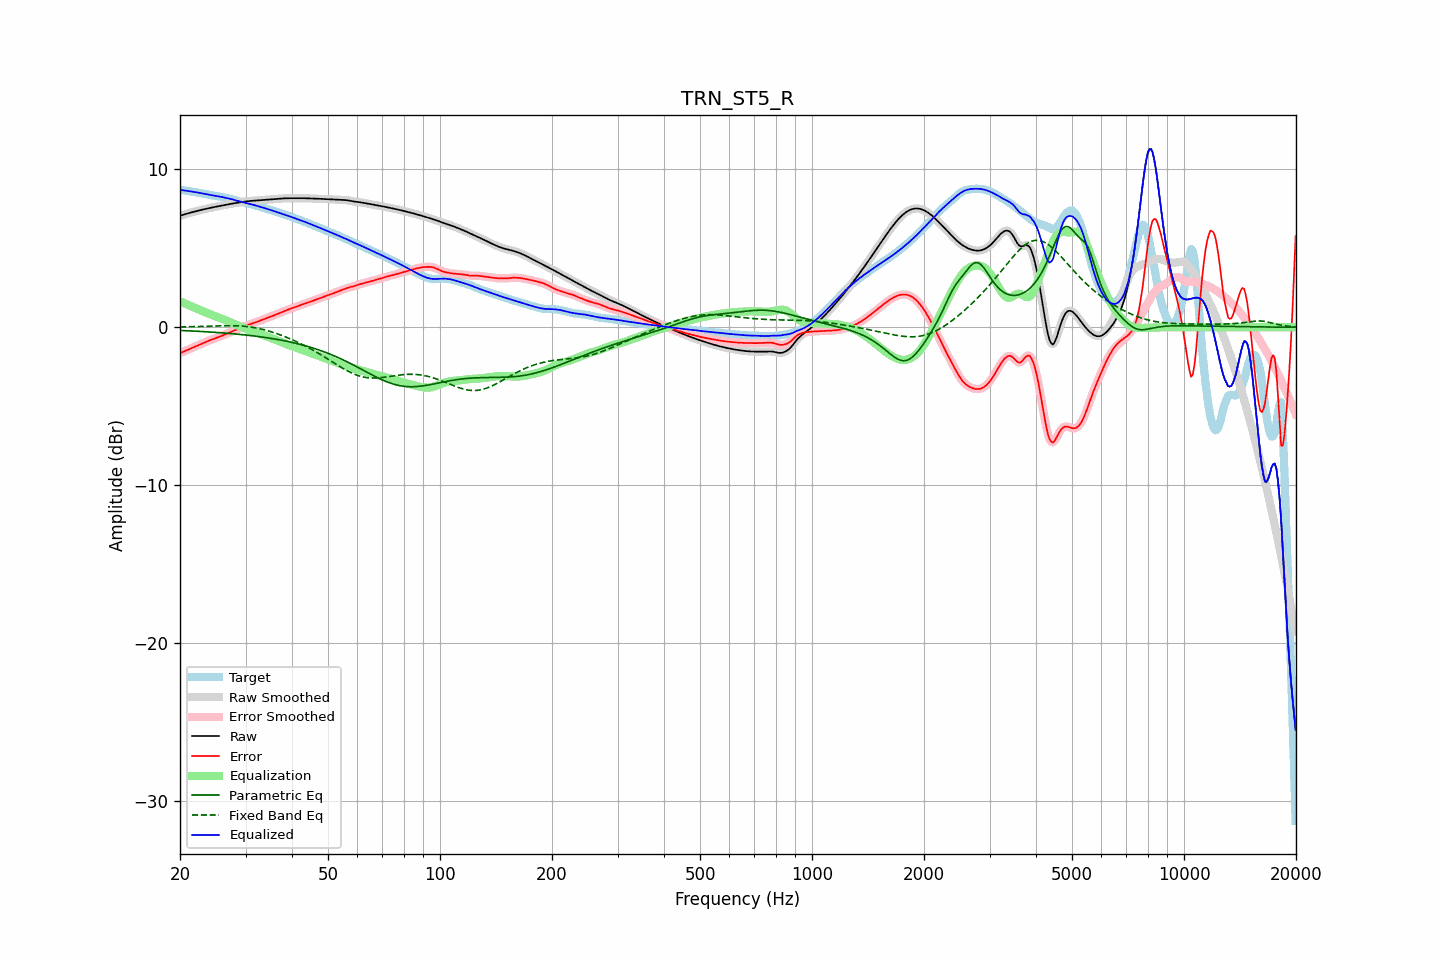 TRN_ST5_R
Amplitude (dBr)
10
0
−10
−20
−30
Target
Raw Smoothed
Error Smoothed
Raw
Error
Equalization
Parametric Eq
Fixed Band Eq
Equalized
20 50 100 200 500 1000 2000 5000 10000 20000
Frequency (Hz)